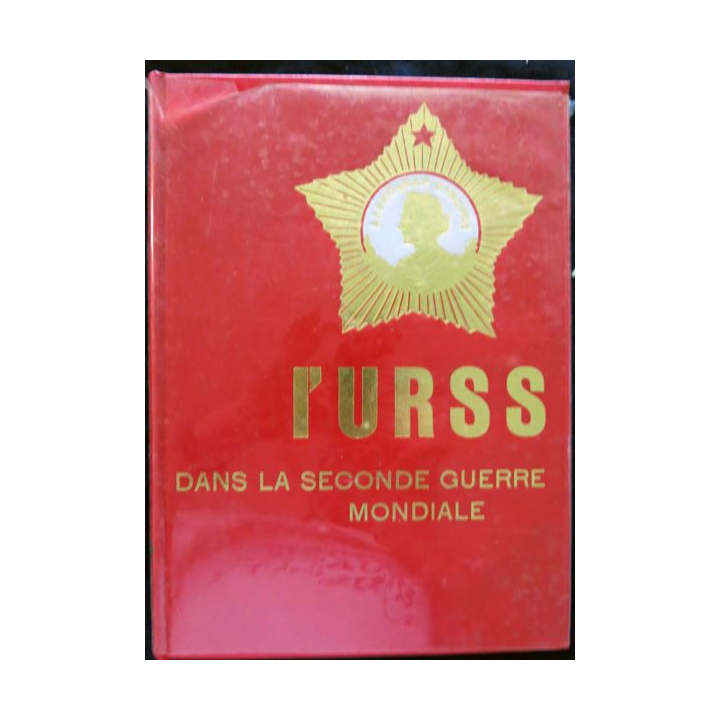 l'URSS
DANS LA SECONDE GUERRE
MONDIALE